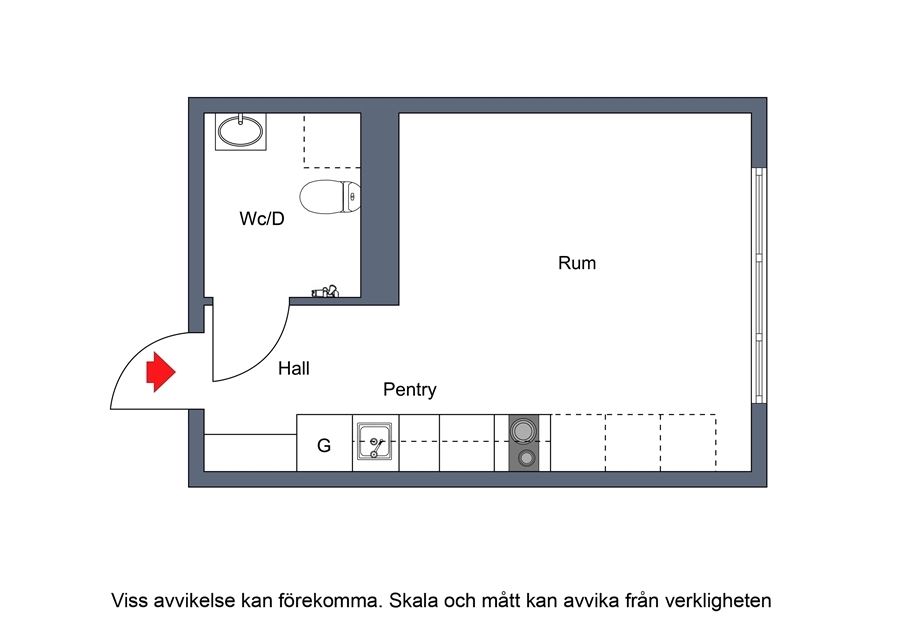 Wc/D
Rum
Hall
Pentry
G
Viss avvikelse kan förekomma. Skala och mått kan avvika från verkligheten